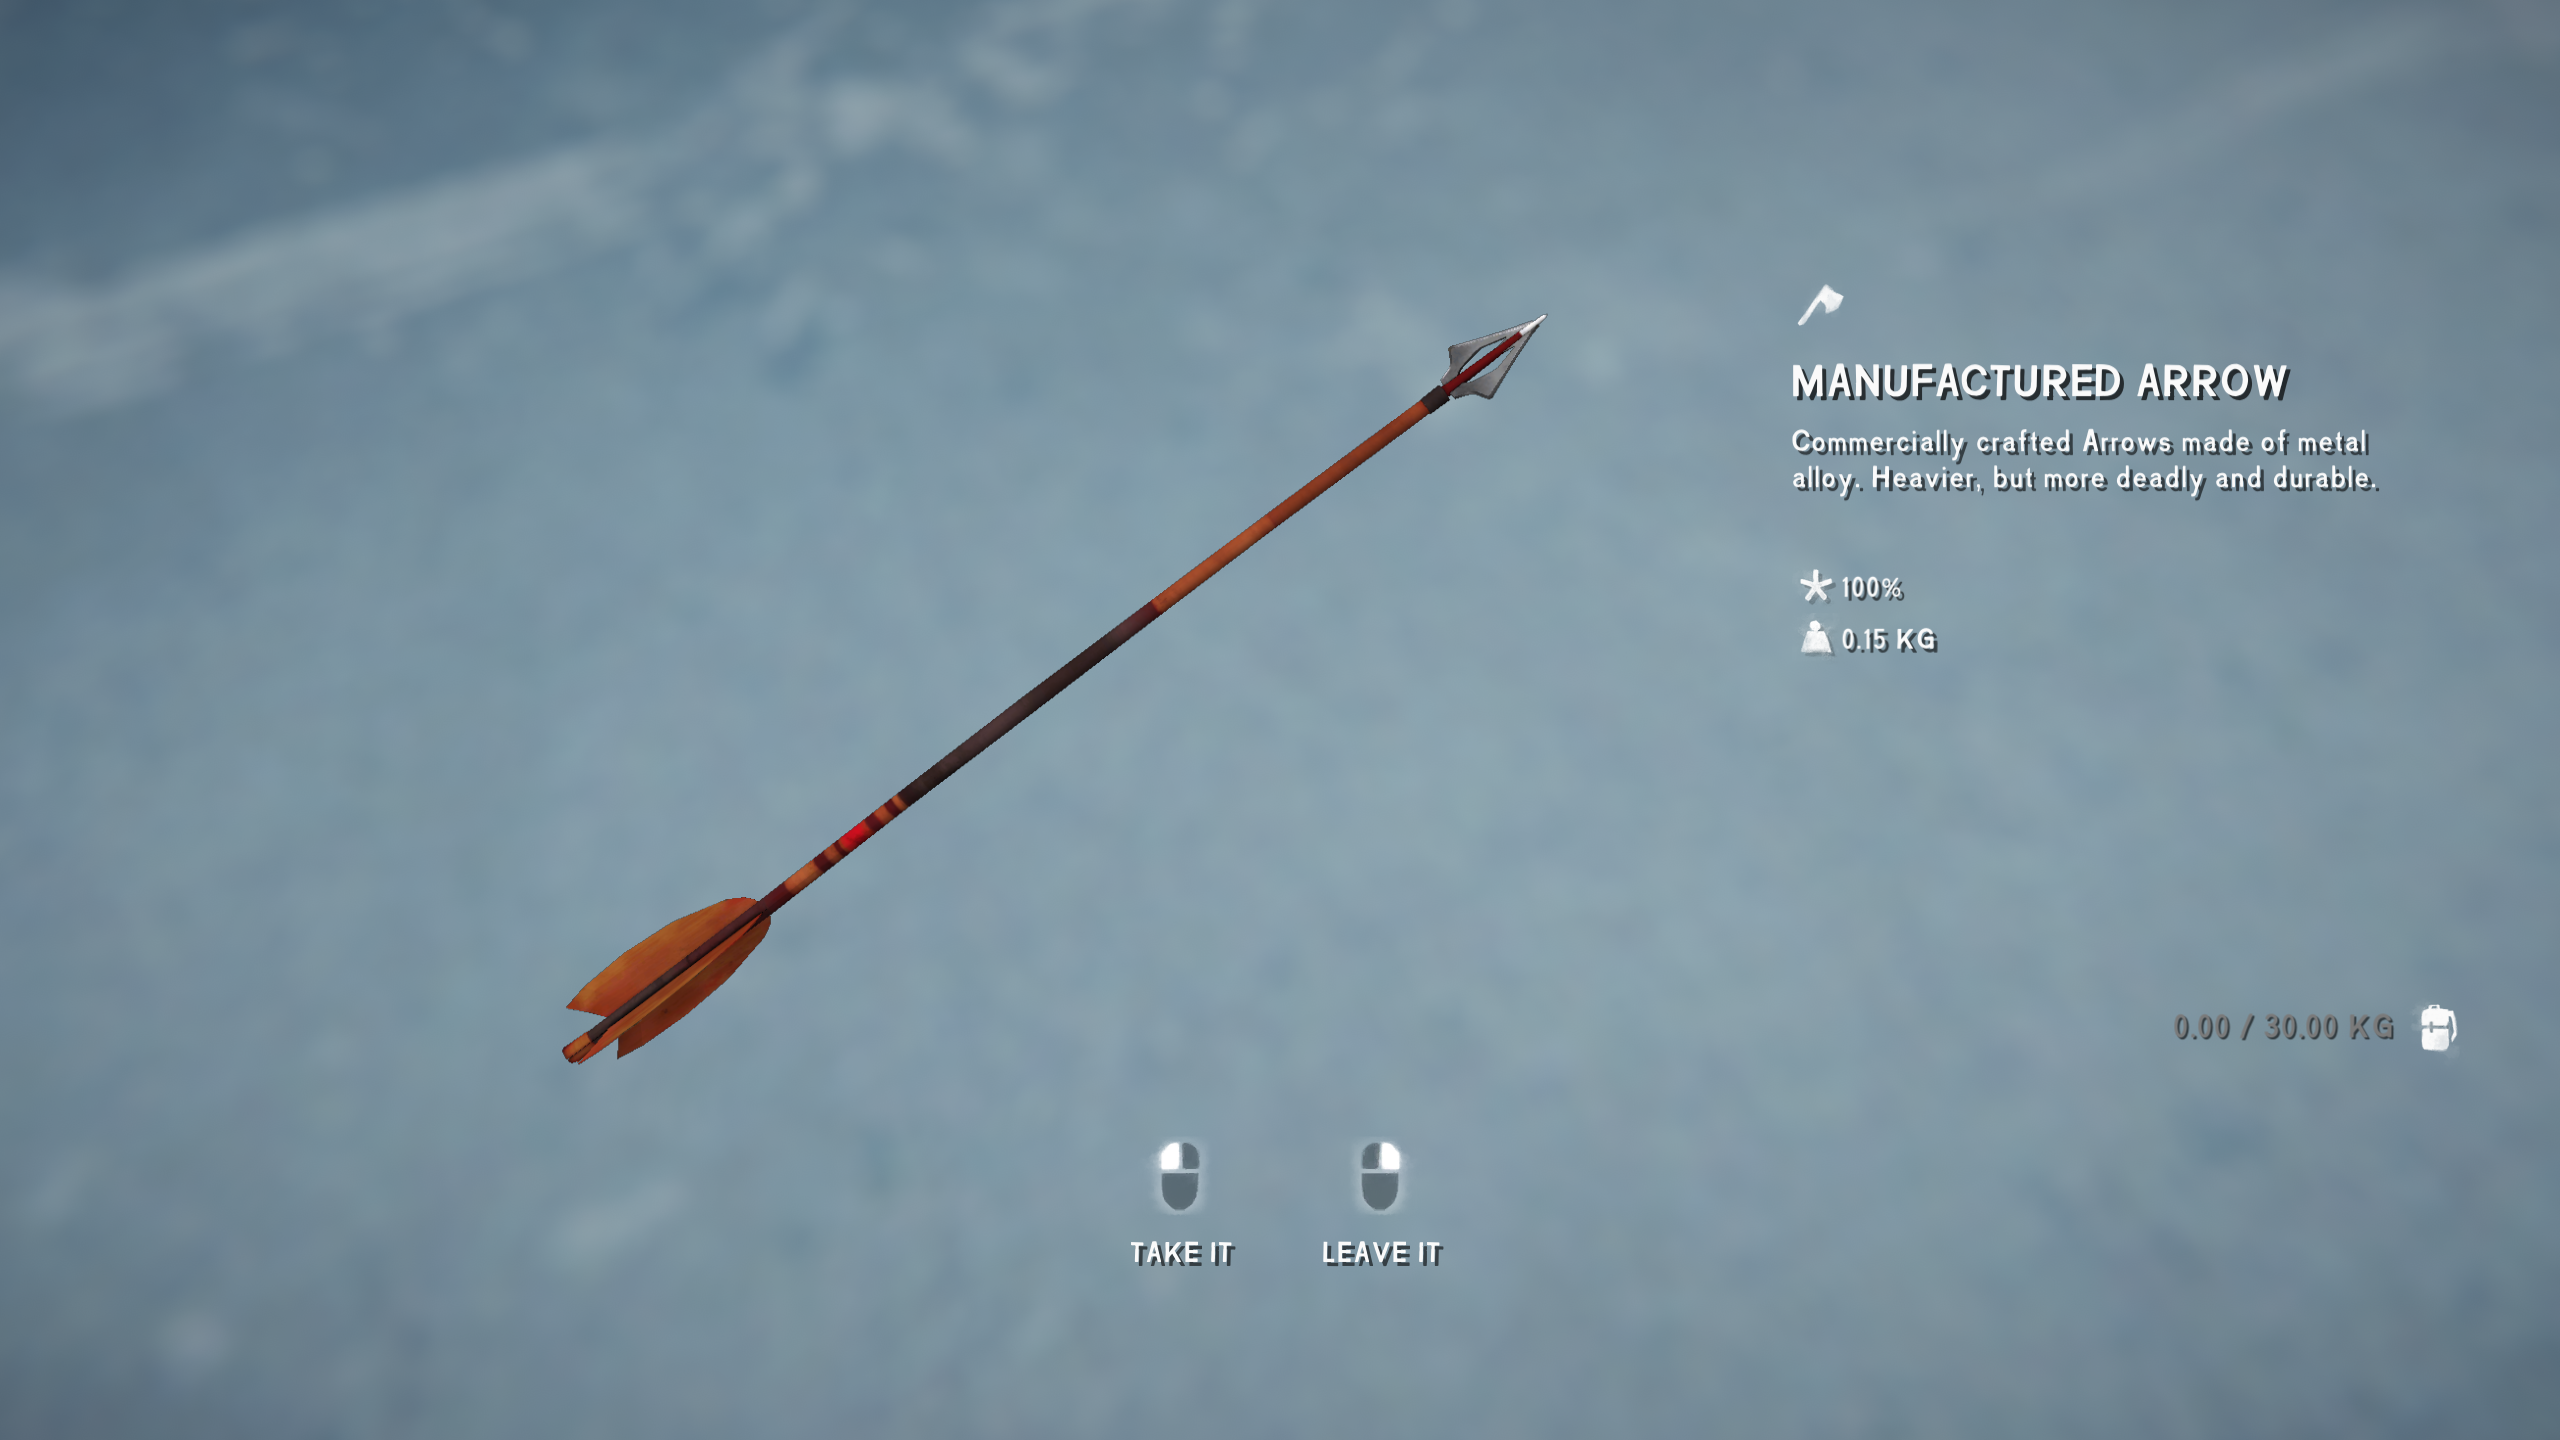 MANUFACTURED ARROW
Commercially crafted Arrows made of metal
alloy. Heavier, but more deadly and durable.
100%
0.15 KG
0.00 / 30.00 KG
TAKE IT
LEAVE IT